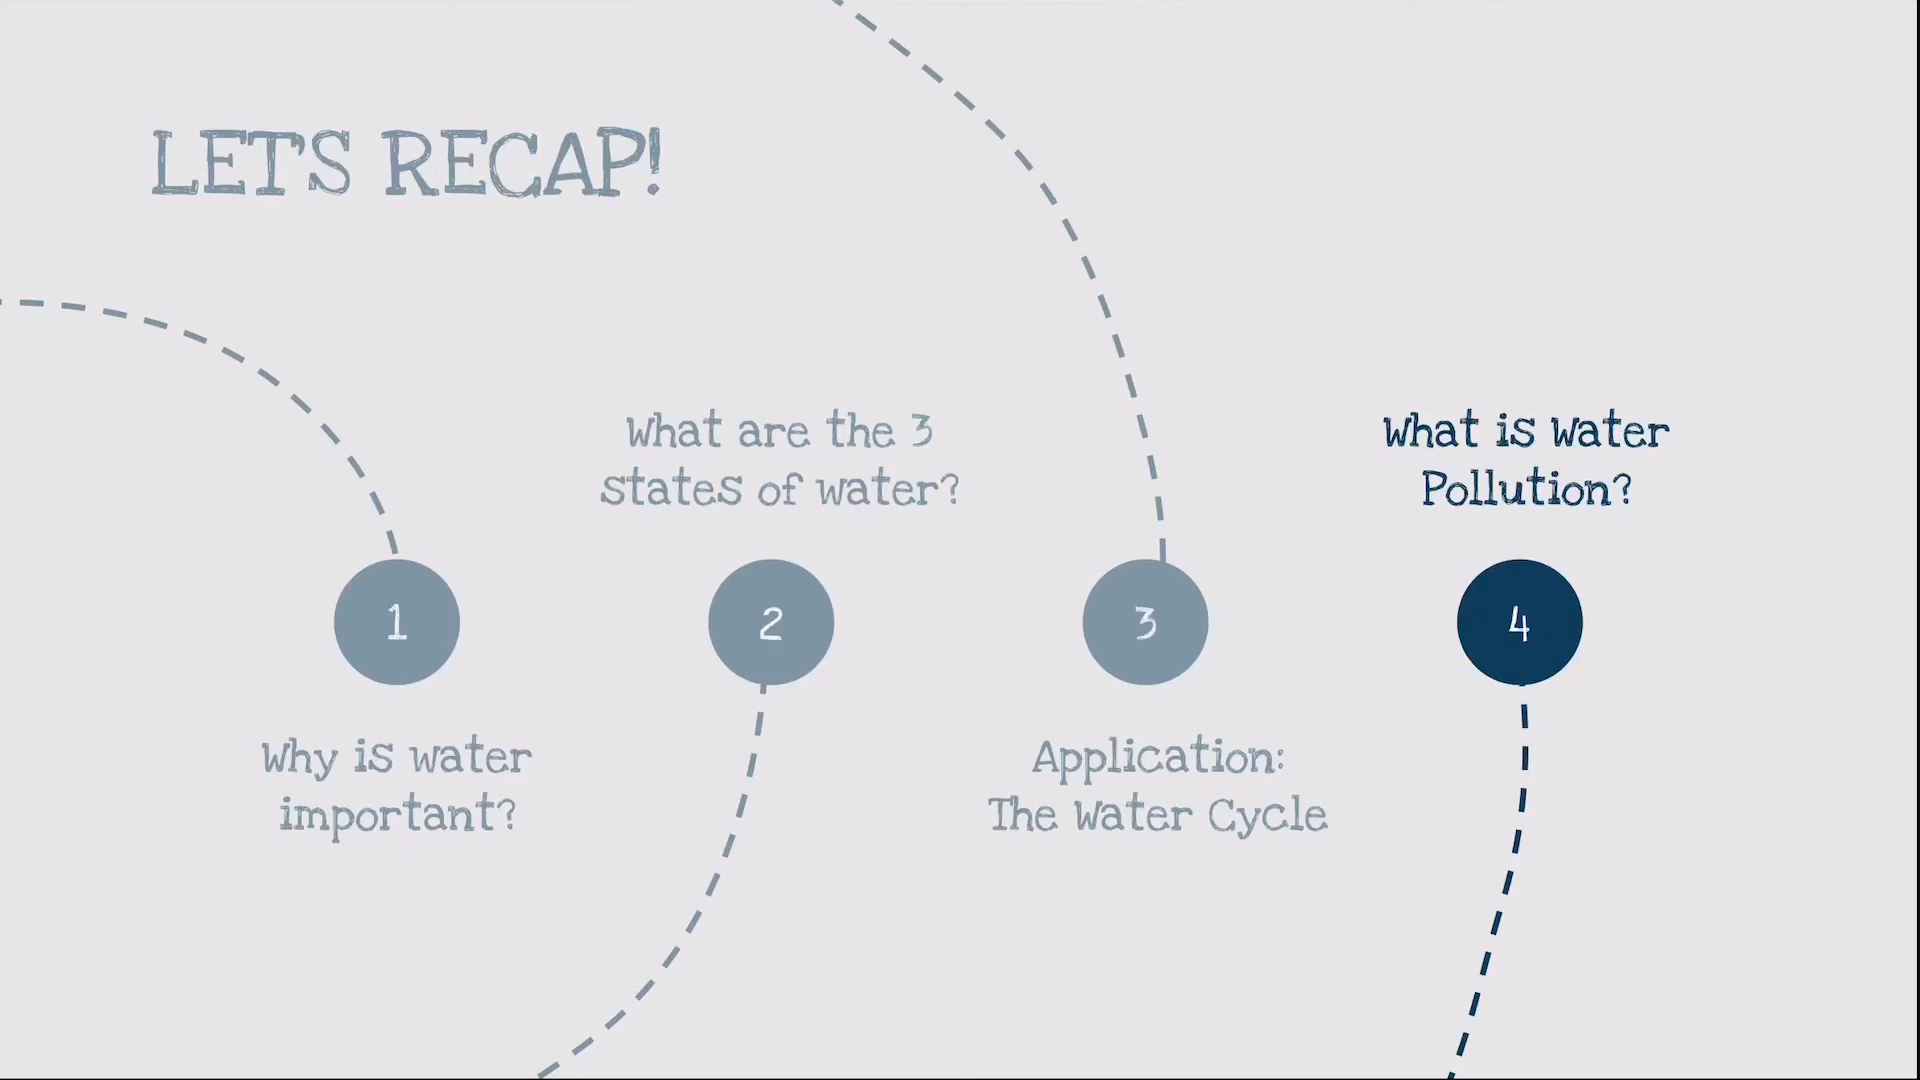 LET'S RECAP!
1
Why is water
important?
What are the 3
states of water?
2
3
Application:
The Water Cycle
What is Water
Pollution?
4